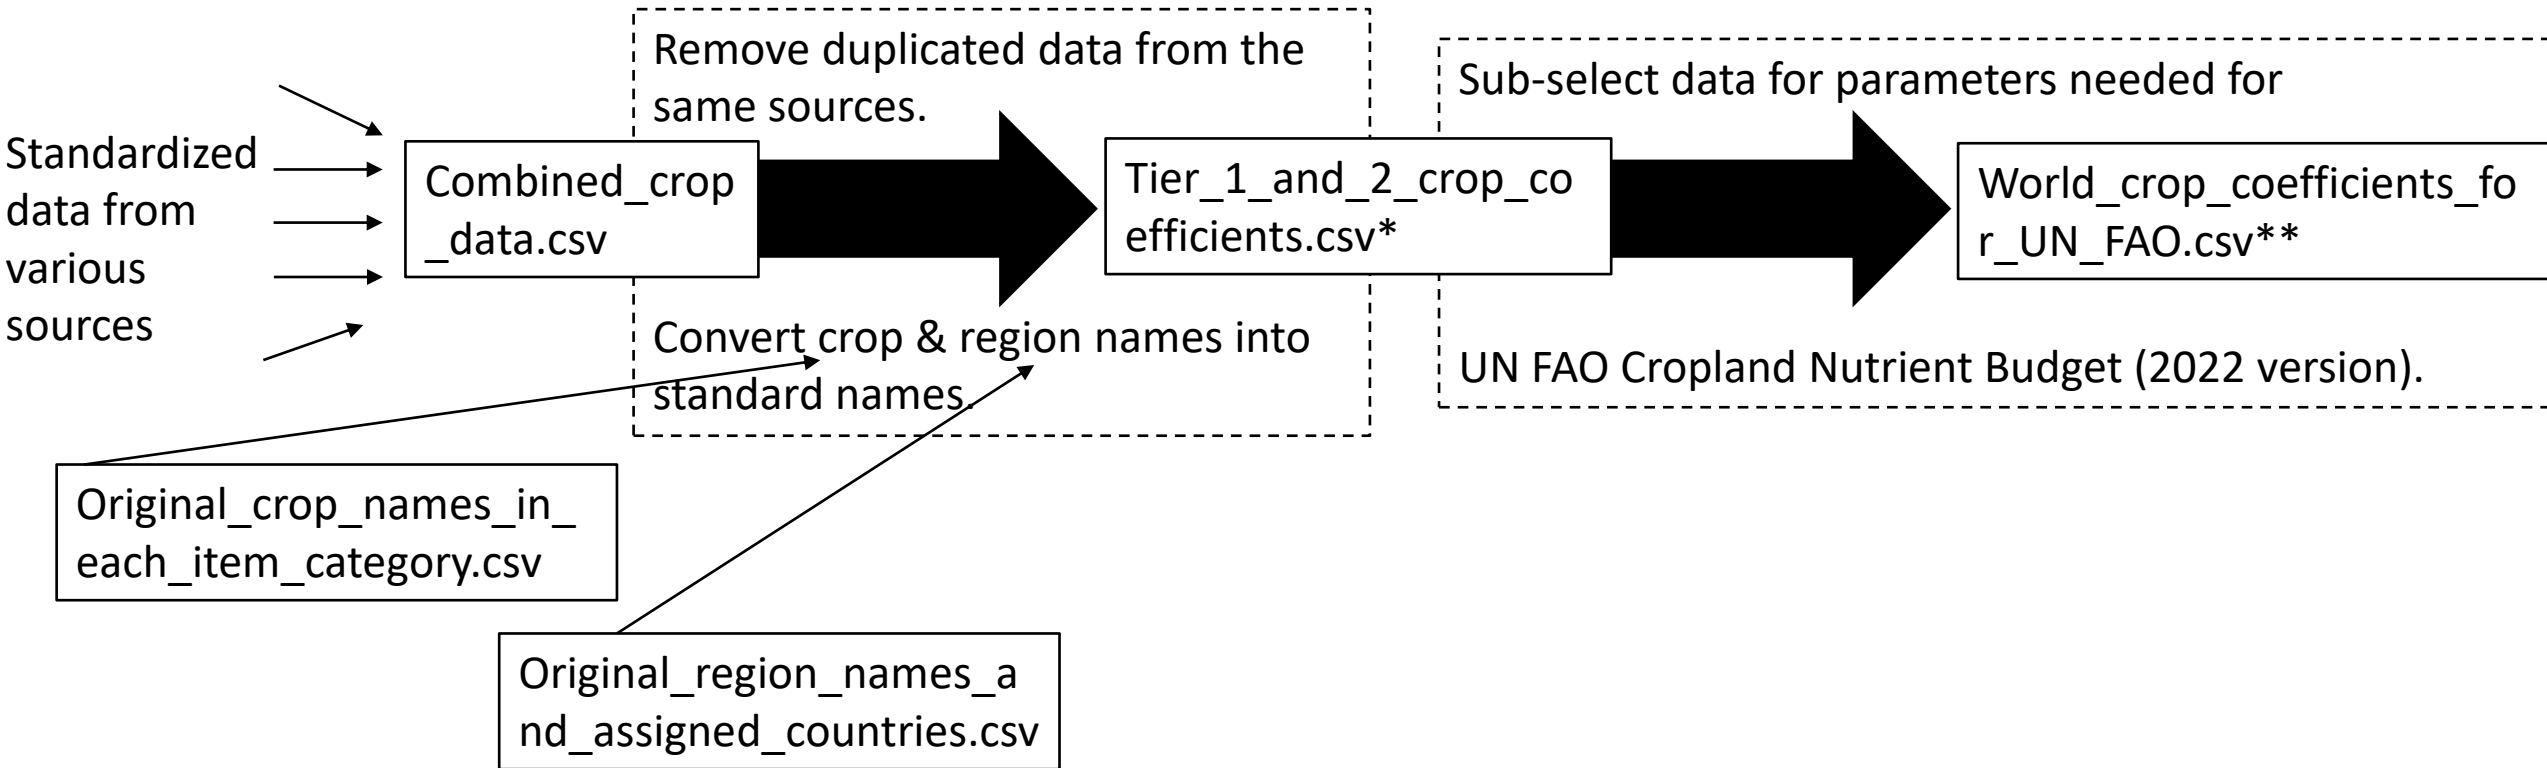 Standardized
data from
various
sources
Combined_crop
_data.csv
Remove duplicated data from the
same sources.
Convert crop & region names into
standard names.
Tier_1_and_2_crop_co
efficients.csv*
Sub-select data for parameters needed for
UN FAO Cropland Nutrient Budget (2022 version).
World_crop_coefficients_fo
r_UN_FAO.csv**
Original_crop_names_in_
each_item_category.csv
Original_region_names_a
nd_assigned_countries.csv